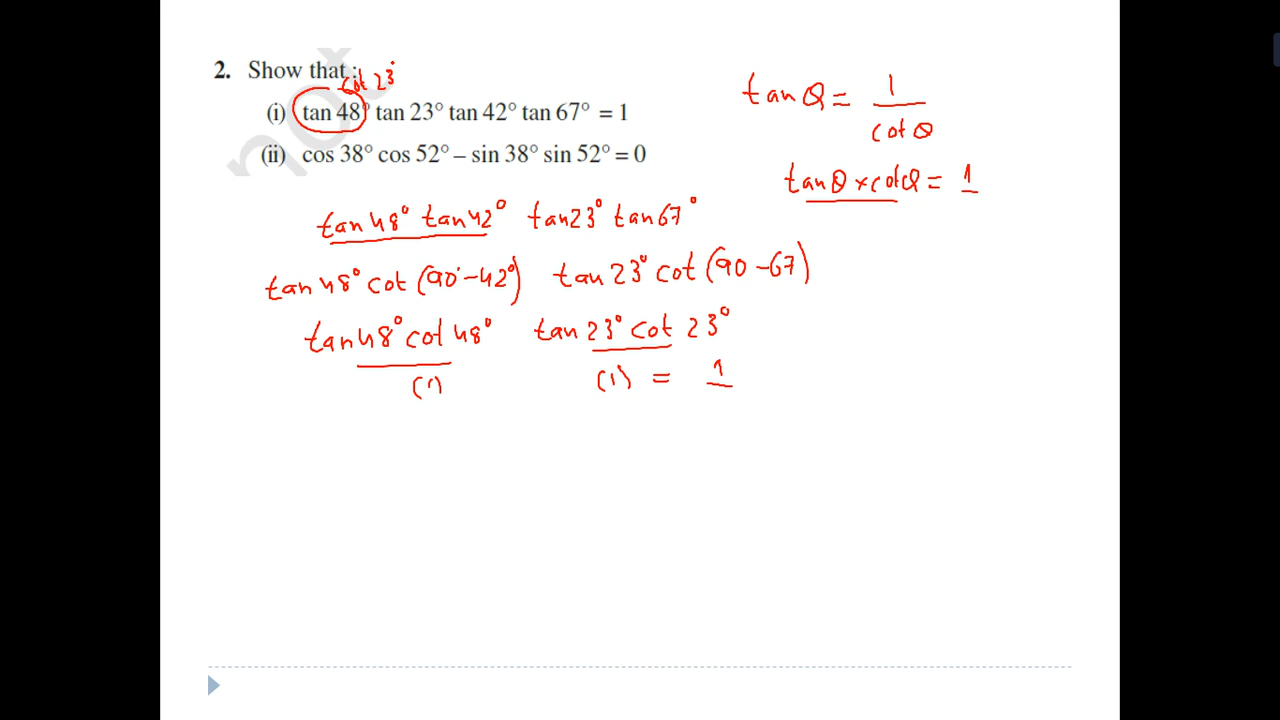 not
2. Show that :
cot 23°
(i) tan 48° tan 23° tan 42° tan 67° = 1
(ii) cos 38° cos 52° – sin 38° sin 52° = 0
tan θ = 1/cot θ
tan θ × cot θ = 1
tan 48° tan 42° tan 23° tan 67°
tan 48° cot (90° - 42°) tan 23° cot (90 - 67)
tan 48° cot 48° tan 23° cot 23°
(1) (1) = 1